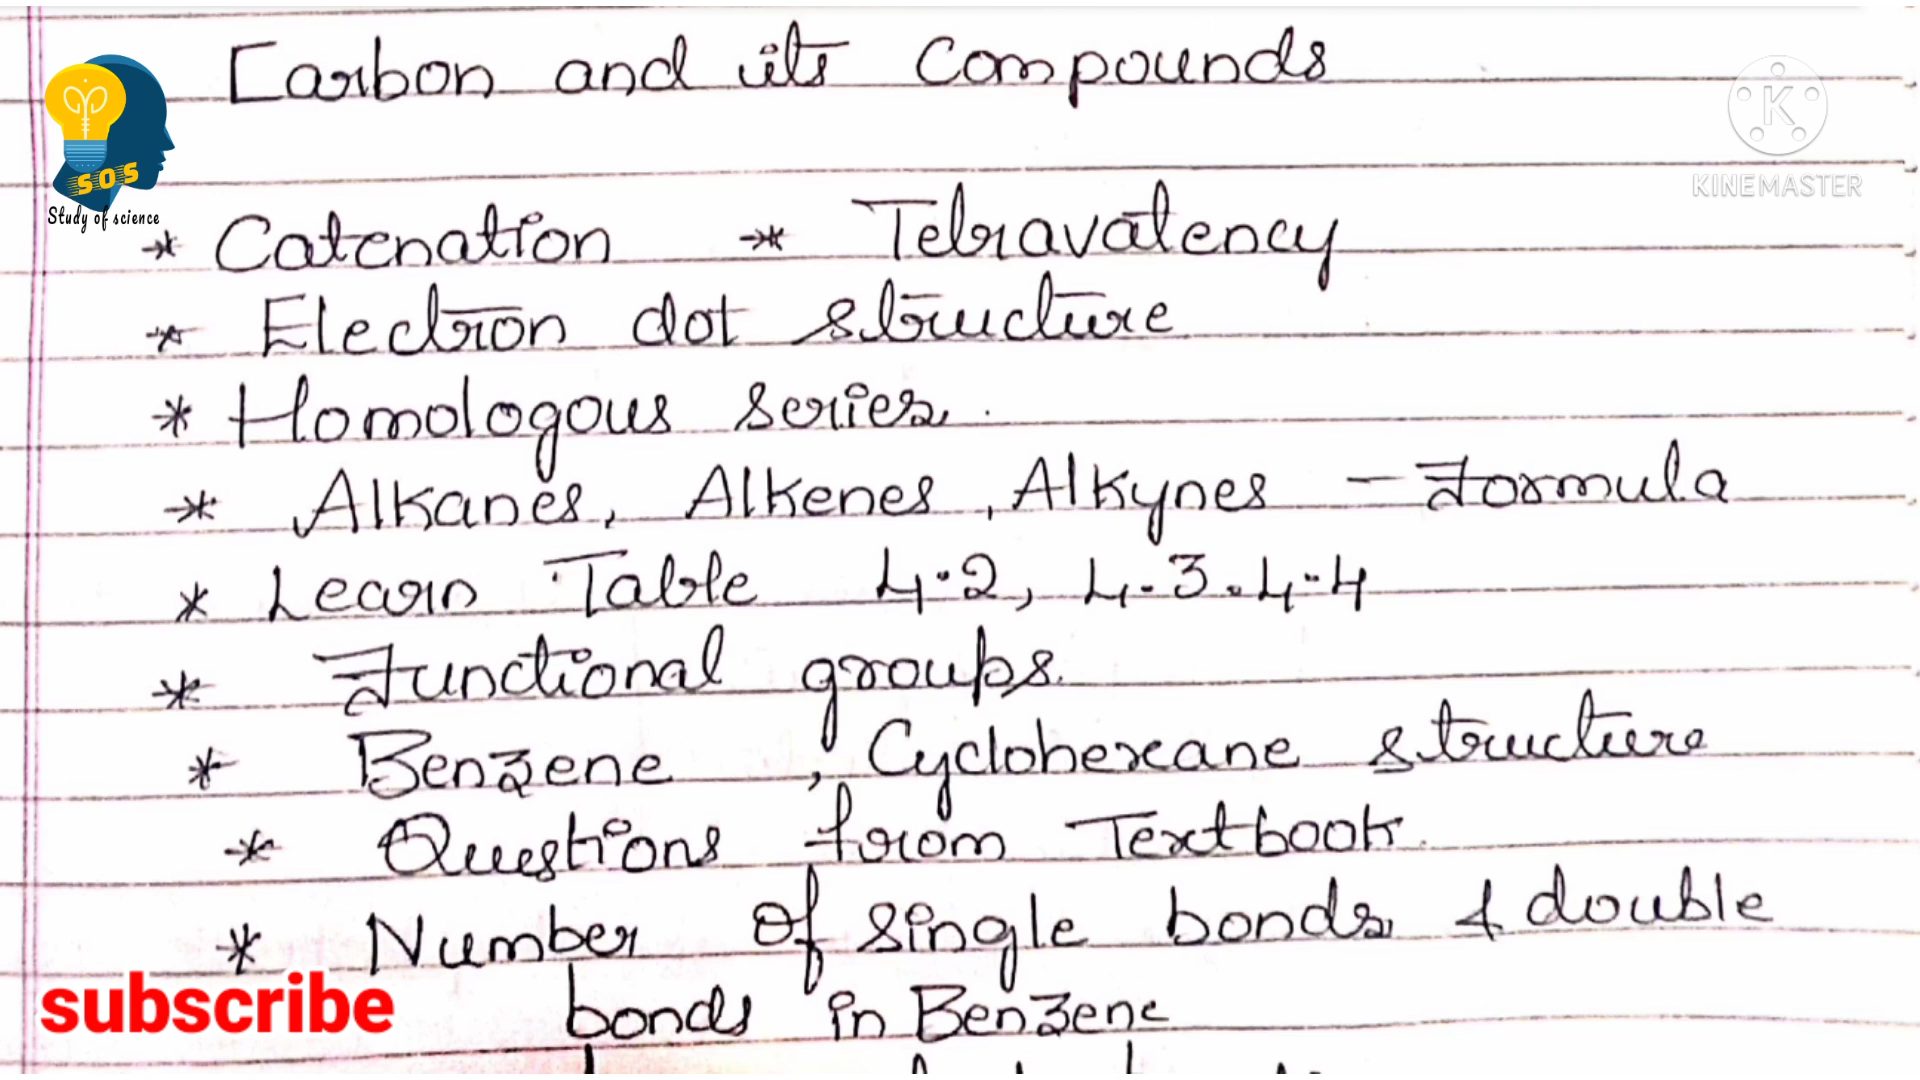 Carbon and its Compounds
SOS
Study of science
K
KINEMASTER
* Catenation * Tetravalency
* Electron dot structure
* Homologous series.
* Alkanes, Alkenes, Alkynes - Formula
* Learn Table 4.2, 4.3. 4.4
* Functional groups.
* Benzene, Cyclohexane structure
* Questions from Textbook.
* Number of single bonds & double
bonds in Benzene
subscribe